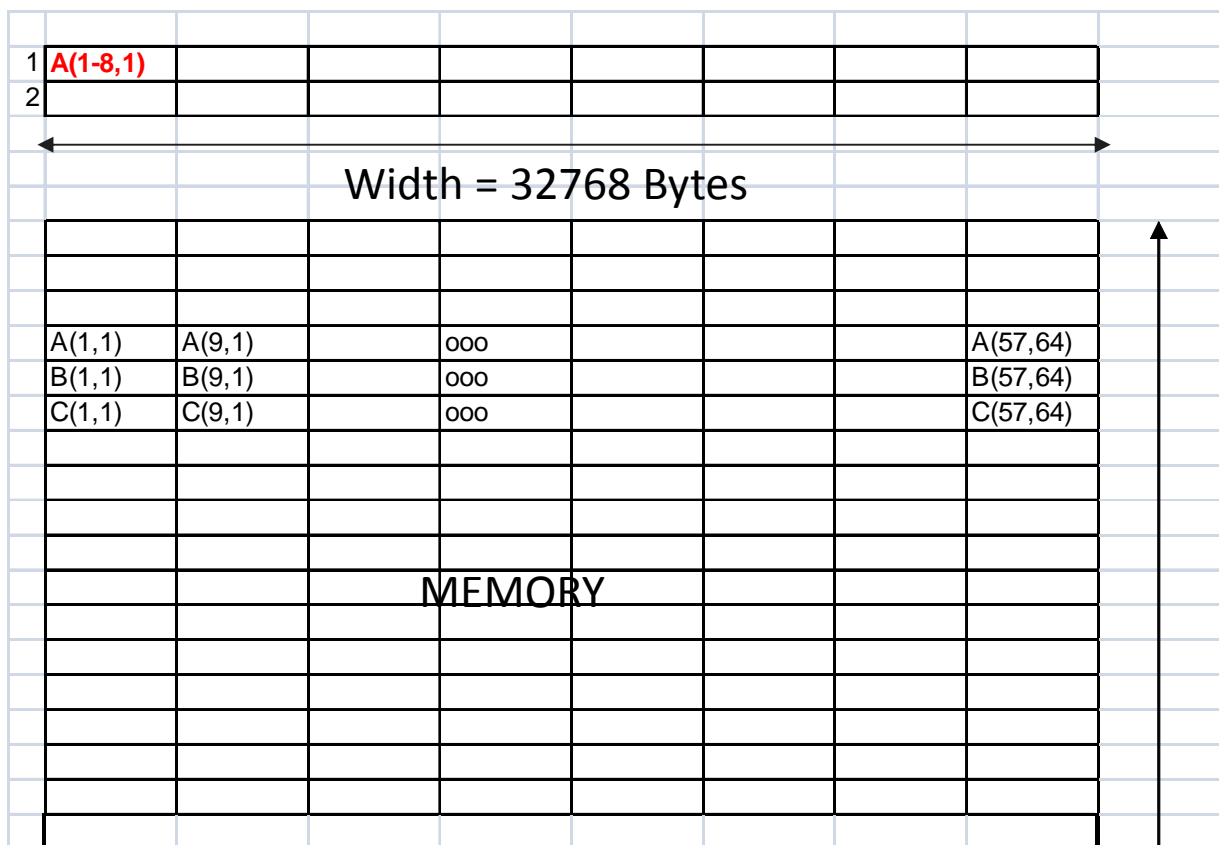 1 A(1-8,1)
2
Width = 32768 Bytes
A(1,1) A(9,1) ooo A(57,64)
B(1,1) B(9,1) ooo B(57,64)
C(1,1) C(9,1) ooo C(57,64)
MEMORY